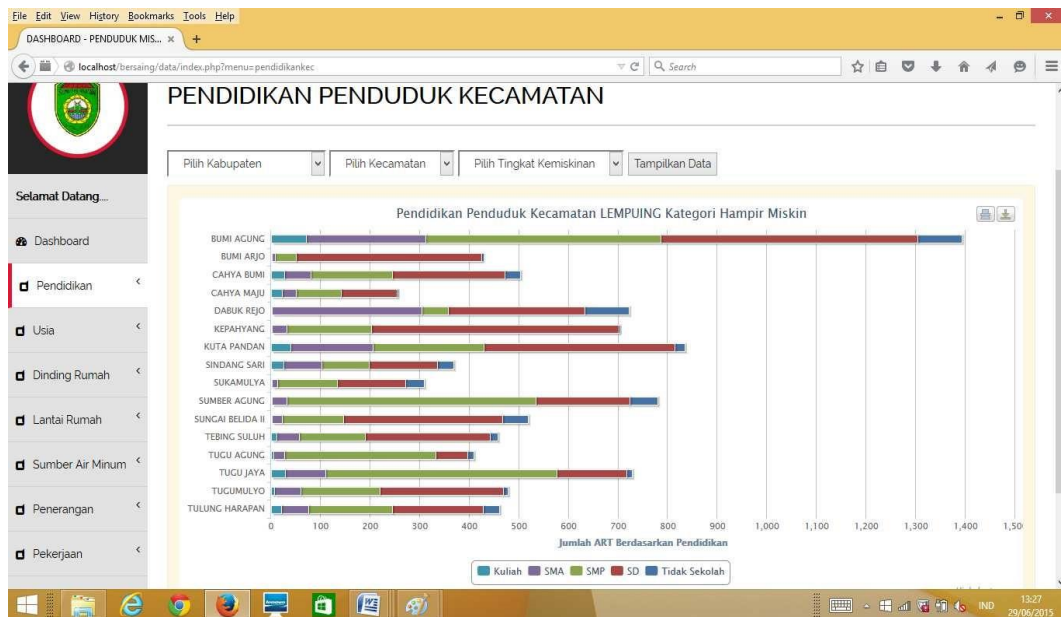 File Edit View History Bookmarks Tools Help
DASHBOARD - PENDUDUK MIS... × +
localhost/bersaing/data/index.php?menu=pendidikankec
Search
PENDIDIKAN PENDUDUK KECAMATAN
Pilih Kabupaten Pilih Kecamatan Pilih Tingkat Kemiskinan Tampilkan Data
Selamat Datang....
Dashboard
Pendidikan
Usia
Dinding Rumah
Lantai Rumah
Sumber Air Minum
Penerangan
Pekerjaan
Pendidikan Penduduk Kecamatan LEMPUING Kategori Hampir Miskin
BUMI AGUNG
BUMI ARJO
CAHYA BUMI
CAHYA MAJU
DABUK REJO
KEPAHYANG
KUTA PANDAN
SINDANG SARI
SUKAMULYA
SUMBER AGUNG
SUNGAI BELIDA II
TEBING SULUH
TUGU AGUNG
TUGU JAYA
TUGUMULYO
TULUNG HARAPAN
0 100 200 300 400 500 600 700 800 900 1,000 1,100 1,200 1,300 1,400 1,50
Jumlah ART Berdasarkan Pendidikan
Kuliah SMA SMP SD Tidak Sekolah
IND
13:27
29/06/2015